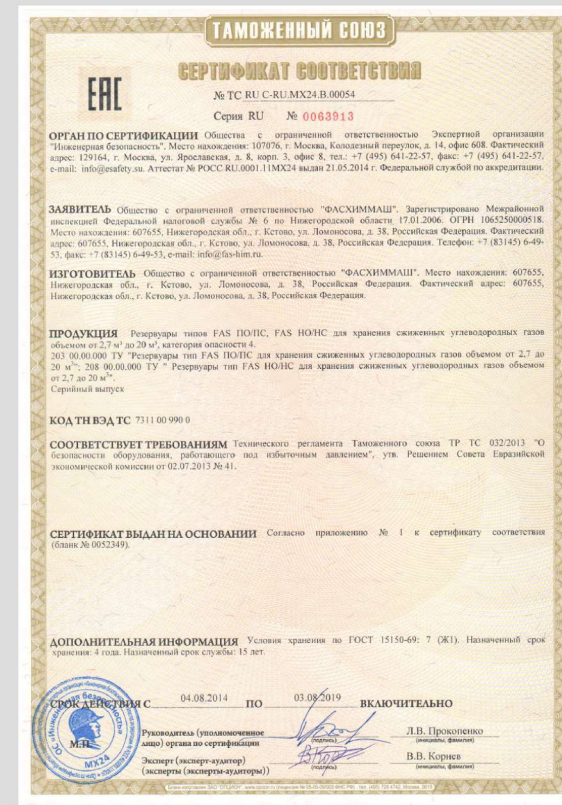 ТАМОЖЕННЫЙ СОЮЗ
ЕАС
СЕРТИФИКАТ СООТВЕТСТВИЯ
№ ТС RU C-RU.МХ24.В.00054
Серия RU № 0063913
ОРГАН ПО СЕРТИФИКАЦИИ Общества с ограниченной ответственностью Экспертной организации
"Инженерная безопасность". Место нахождения: 107076, г. Москва, Колодезный переулок, д. 14, офис 608. Фактический
адрес: 129164, г. Москва, ул. Ярославская, д. 8, корп. 3, офис 8, тел.: +7 (495) 641-22-57, факс: +7 (495) 641-22-57,
e-mail: info@esafety.su. Аттестат № РОСС RU.0001.11МХ24 выдан 21.05.2014 г. Федеральной службой по аккредитации.
ЗАЯВИТЕЛЬ Общество с ограниченной ответственностью "ФАСХИММАШ". Зарегистрировано Межрайонной
инспекцией Федеральной налоговой службы № 6 по Нижегородской области 17.01.2006. ОГРН 1065250000518.
Место нахождения: 607655, Нижегородская обл., г. Кстово, ул. Ломоносова, д. 38, Российская Федерация. Фактический
адрес: 607655, Нижегородская обл., г. Кстово, ул. Ломоносова, д. 38, Российская Федерация. Телефон: +7 (83145) 6-49-
53, факс: +7 (83145) 6-49-53, e-mail: info@fas-him.ru.
ИЗГОТОВИТЕЛЬ Общество с ограниченной ответственностью "ФАСХИММАШ". Место нахождения: 607655,
Нижегородская обл., г. Кстово, ул. Ломоносова, д. 38, Российская Федерация. Фактический адрес: 607655,
Нижегородская обл., г. Кстово, ул. Ломоносова, д. 38, Российская Федерация.
ПРОДУКЦИЯ Резервуары типов FAS ПО/ПС, FAS НО/НС для хранения сжиженных углеводородных газов
объемом от 2,7 м³ до 20 м³, категория опасности 4.
203 00.00.000 ТУ "Резервуары тип FAS ПО/ПС для хранения сжиженных углеводородных газов объемом от 2,7 до
20 м³"; 208 00.00.000 ТУ " Резервуары тип FAS НО/НС для хранения сжиженных углеводородных газов объемом
от 2,7 до 20 м³".
Серийный выпуск
КОД ТН ВЭД ТС 7311 00 990 0
СООТВЕТСТВУЕТ ТРЕБОВАНИЯМ Технического регламента Таможенного союза ТР ТС 032/2013 "О
безопасности оборудования, работающего под избыточным давлением", утв. Решением Совета Евразийской
экономической комиссии от 02.07.2013 № 41.
СЕРТИФИКАТ ВЫДАН НА ОСНОВАНИИ Согласно приложению № 1 к сертификату соответствия
(бланк № 0052349).
ДОПОЛНИТЕЛЬНАЯ ИНФОРМАЦИЯ Условия хранения по ГОСТ 15150-69: 7 (Ж1). Назначенный срок
хранения: 4 года. Назначенный срок службы: 15 лет.
СРОК ДЕЙСТВИЯ С 04.08.2014 ПО 03.08.2019 ВКЛЮЧИТЕЛЬНО
М.П.
ОС «Инженерная безопасность»
МХ24
Руководитель (уполномоченное
лицо) органа по сертификации
(подпись)
Л.В. Прокопенко
(инициалы, фамилия)
Эксперт (эксперт-аудитор)
(эксперты (эксперты-аудиторы))
(подпись)
В.В. Корнев
(инициалы, фамилия)